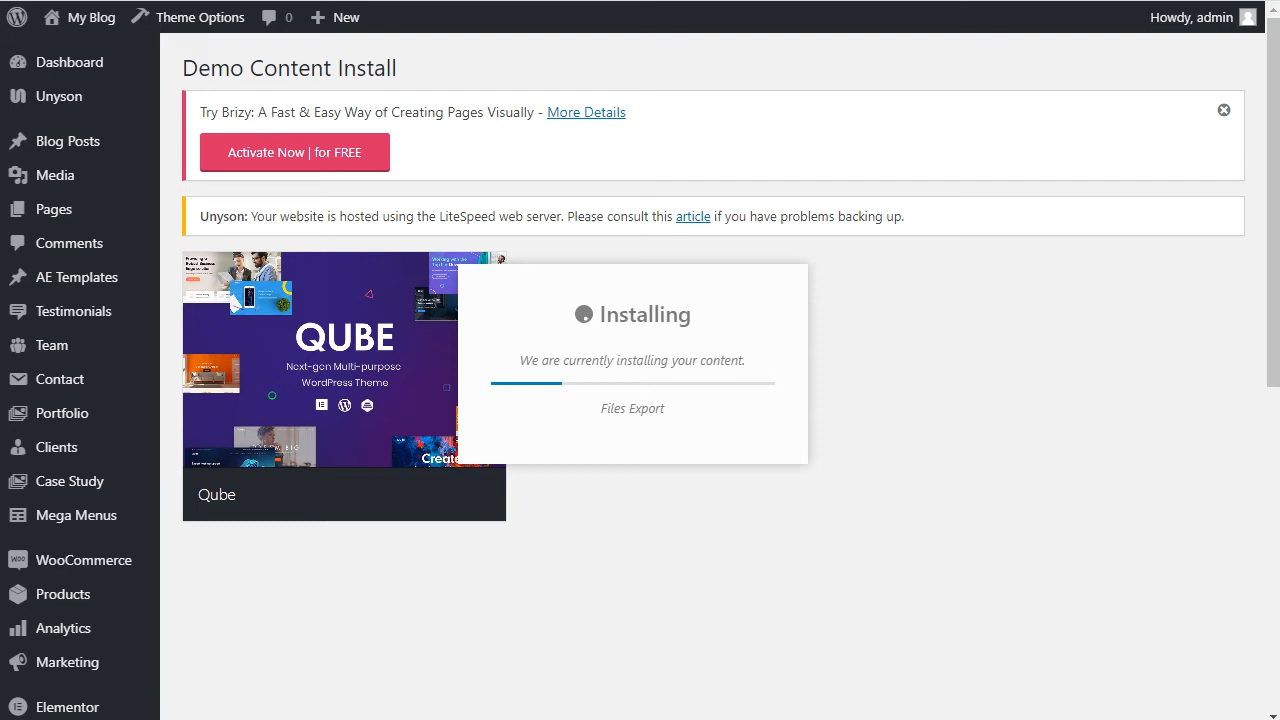 My Blog
Theme Options
0
New
Howdy, admin
Dashboard
Unyson
Blog Posts
Media
Pages
Comments
AE Templates
Testimonials
Team
Contact
Portfolio
Clients
Case Study
Mega Menus
WooCommerce
Products
Analytics
Marketing
Elementor
Demo Content Install
Try Brizy: A Fast & Easy Way of Creating Pages Visually - More Details
Activate Now | for FREE
Unyson: Your website is hosted using the LiteSpeed web server. Please consult this article if you have problems backing up.
QUBE
Next-gen Multi-purpose
WordPress Theme
Create
Qube
Installing
We are currently installing your content.
Files Export